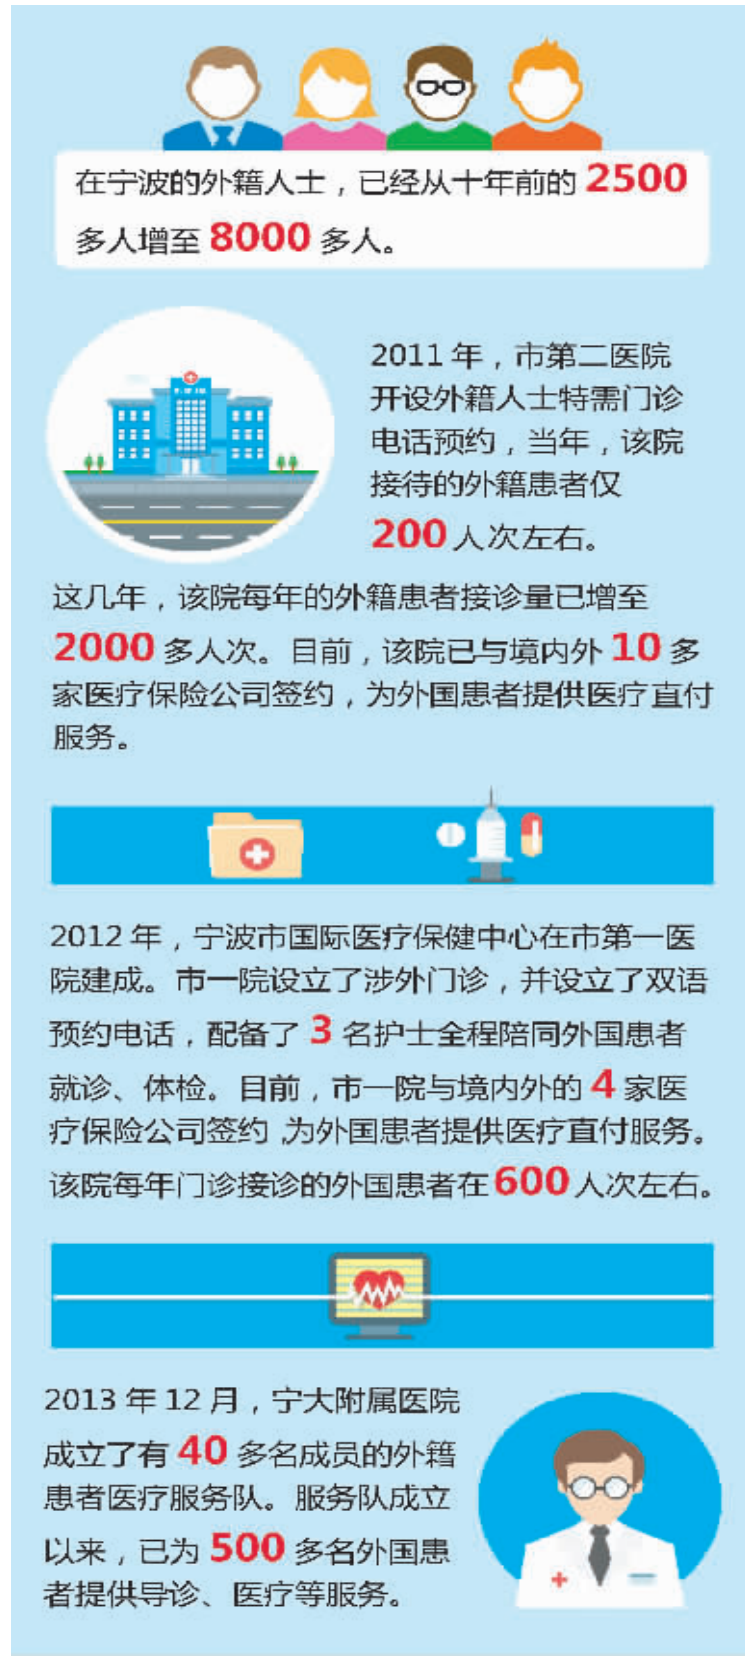 在宁波的外籍人士，已经从十年前的 2500
多人增至 8000 多人。
2011 年，市第二医院
开设外籍人士特需门诊
电话预约，当年，该院
接待的外籍患者仅
200 人次左右。
这几年，该院每年的外籍患者接诊量已增至
2000 多人次。目前，该院已与境内外 10 多
家医疗保险公司签约，为外国患者提供医疗直付
服务。
2012 年，宁波市国际医疗保健中心在市第一医
院建成。市一院设立了涉外门诊，并设立了双语
预约电话，配备了 3 名护士全程陪同外国患者
就诊、体检。目前，市一院与境内外的 4 家医
疗保险公司签约，为外国患者提供医疗直付服务。
该院每年门诊接诊的外国患者在 600 人次左右。
2013 年 12 月，宁大附属医院
成立了有 40 多名成员的外籍
患者医疗服务队。服务队成立
以来，已为 500 多名外国患
者提供导诊、医疗等服务。